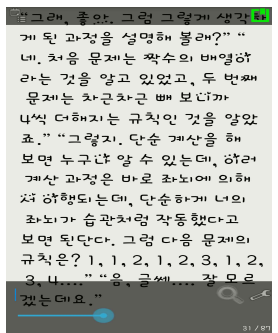 “그래, 좋아. 그럼 그렇게 생각하
게 된 과정을 설명해 볼래?” “
네. 처음 문제는 짝수의 배열이
라는 것을 알고 있었고, 두 번째
문제는 차근차근 빼 보니까
4씩 더해지는 규칙인 것을 알았
죠.” “그렇지. 단순 계산을 해
보면 누구나 알 수 있는데, 이러
계산 과정은 바로 좌뇌에 의해
진행되는데, 단순하게 너의
좌뇌가 습관처럼 작동했다고
보면 된단다. 그럼 다음 문제의
규칙은? 1, 1, 2, 1, 2, 3, 1, 2,
3, 4....” “음, 글쎄.... 잘 모르
겠는데요.”
31 / 87